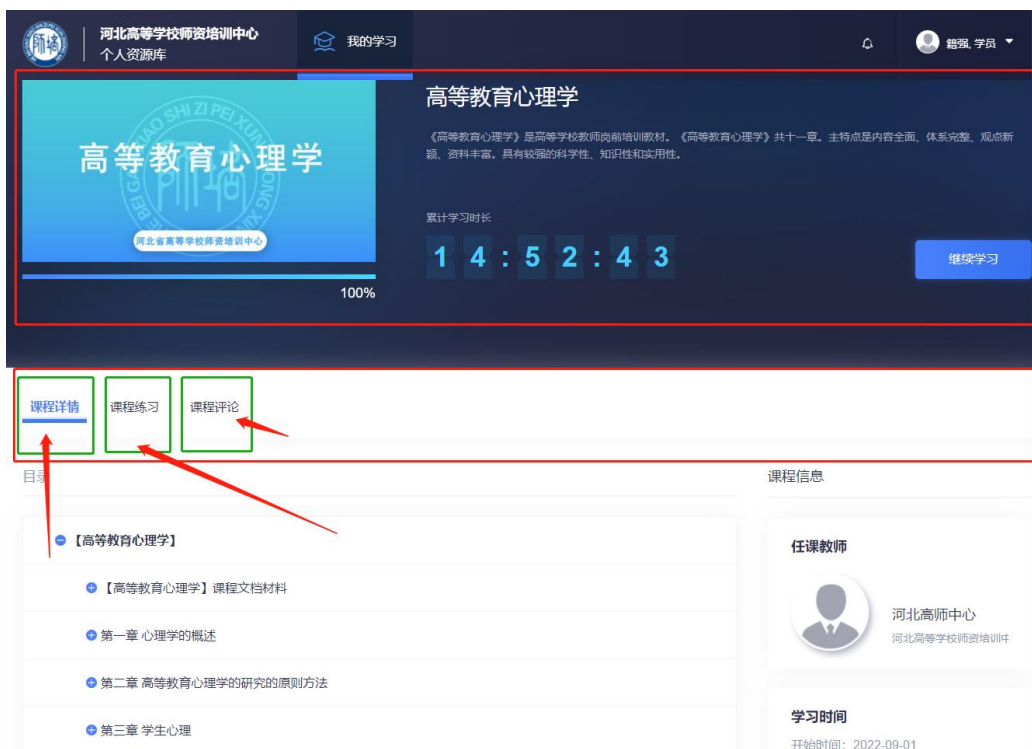 河北高等学校师资培训中心
个人资源库
我的学习
籍强, 学员
高等教育心理学
河北省高等学校师资培训中心
100%
高等教育心理学
《高等教育心理学》是高等学校教师岗前培训教材。《高等教育心理学》共十一章。主特点是内容全面、体系完整、观点新
颖、资料丰富。具有较强的科学性、知识性和实用性。
累计学习时长
14:52:43
继续学习
课程详情
课程练习
课程评论
目录
【高等教育心理学】
【高等教育心理学】课程文档材料
第一章 心理学的概述
第二章 高等教育心理学的研究的原则方法
第三章 学生心理
课程信息
任课教师
河北高师中心
河北高等学校师资培训中
学习时间
开始时间：2022-09-01